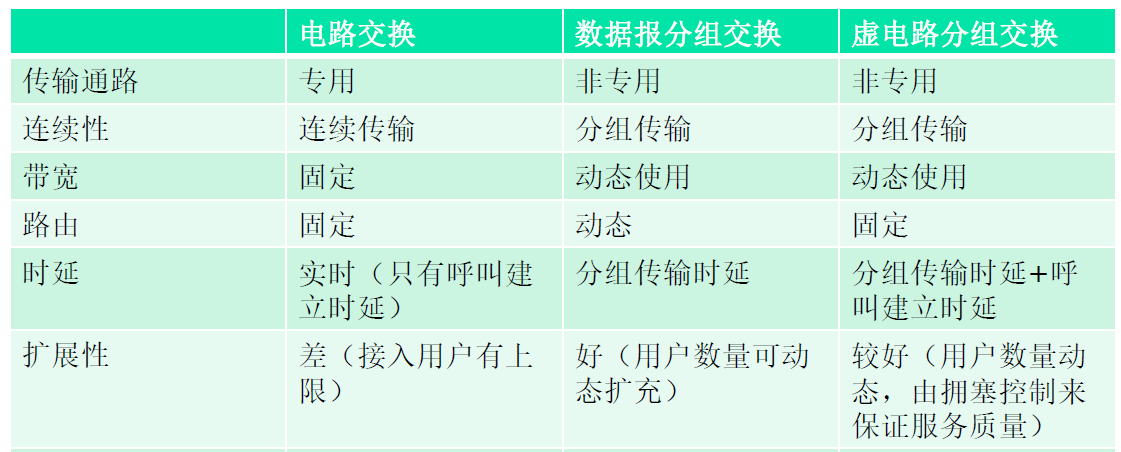 电路交换 数据报分组交换 虚电路分组交换
传输通路 专用 非专用 非专用
连续性 连续传输 分组传输 分组传输
带宽 固定 动态使用 动态使用
路由 固定 动态 固定
时延 实时（只有呼叫建 分组传输时延 分组传输时延+呼
立时延） 叫建立时延
扩展性 差（接入用户有上 好（用户数量可动 较好（用户数量动
限） 态扩充） 态，由拥塞控制来
保证服务质量）